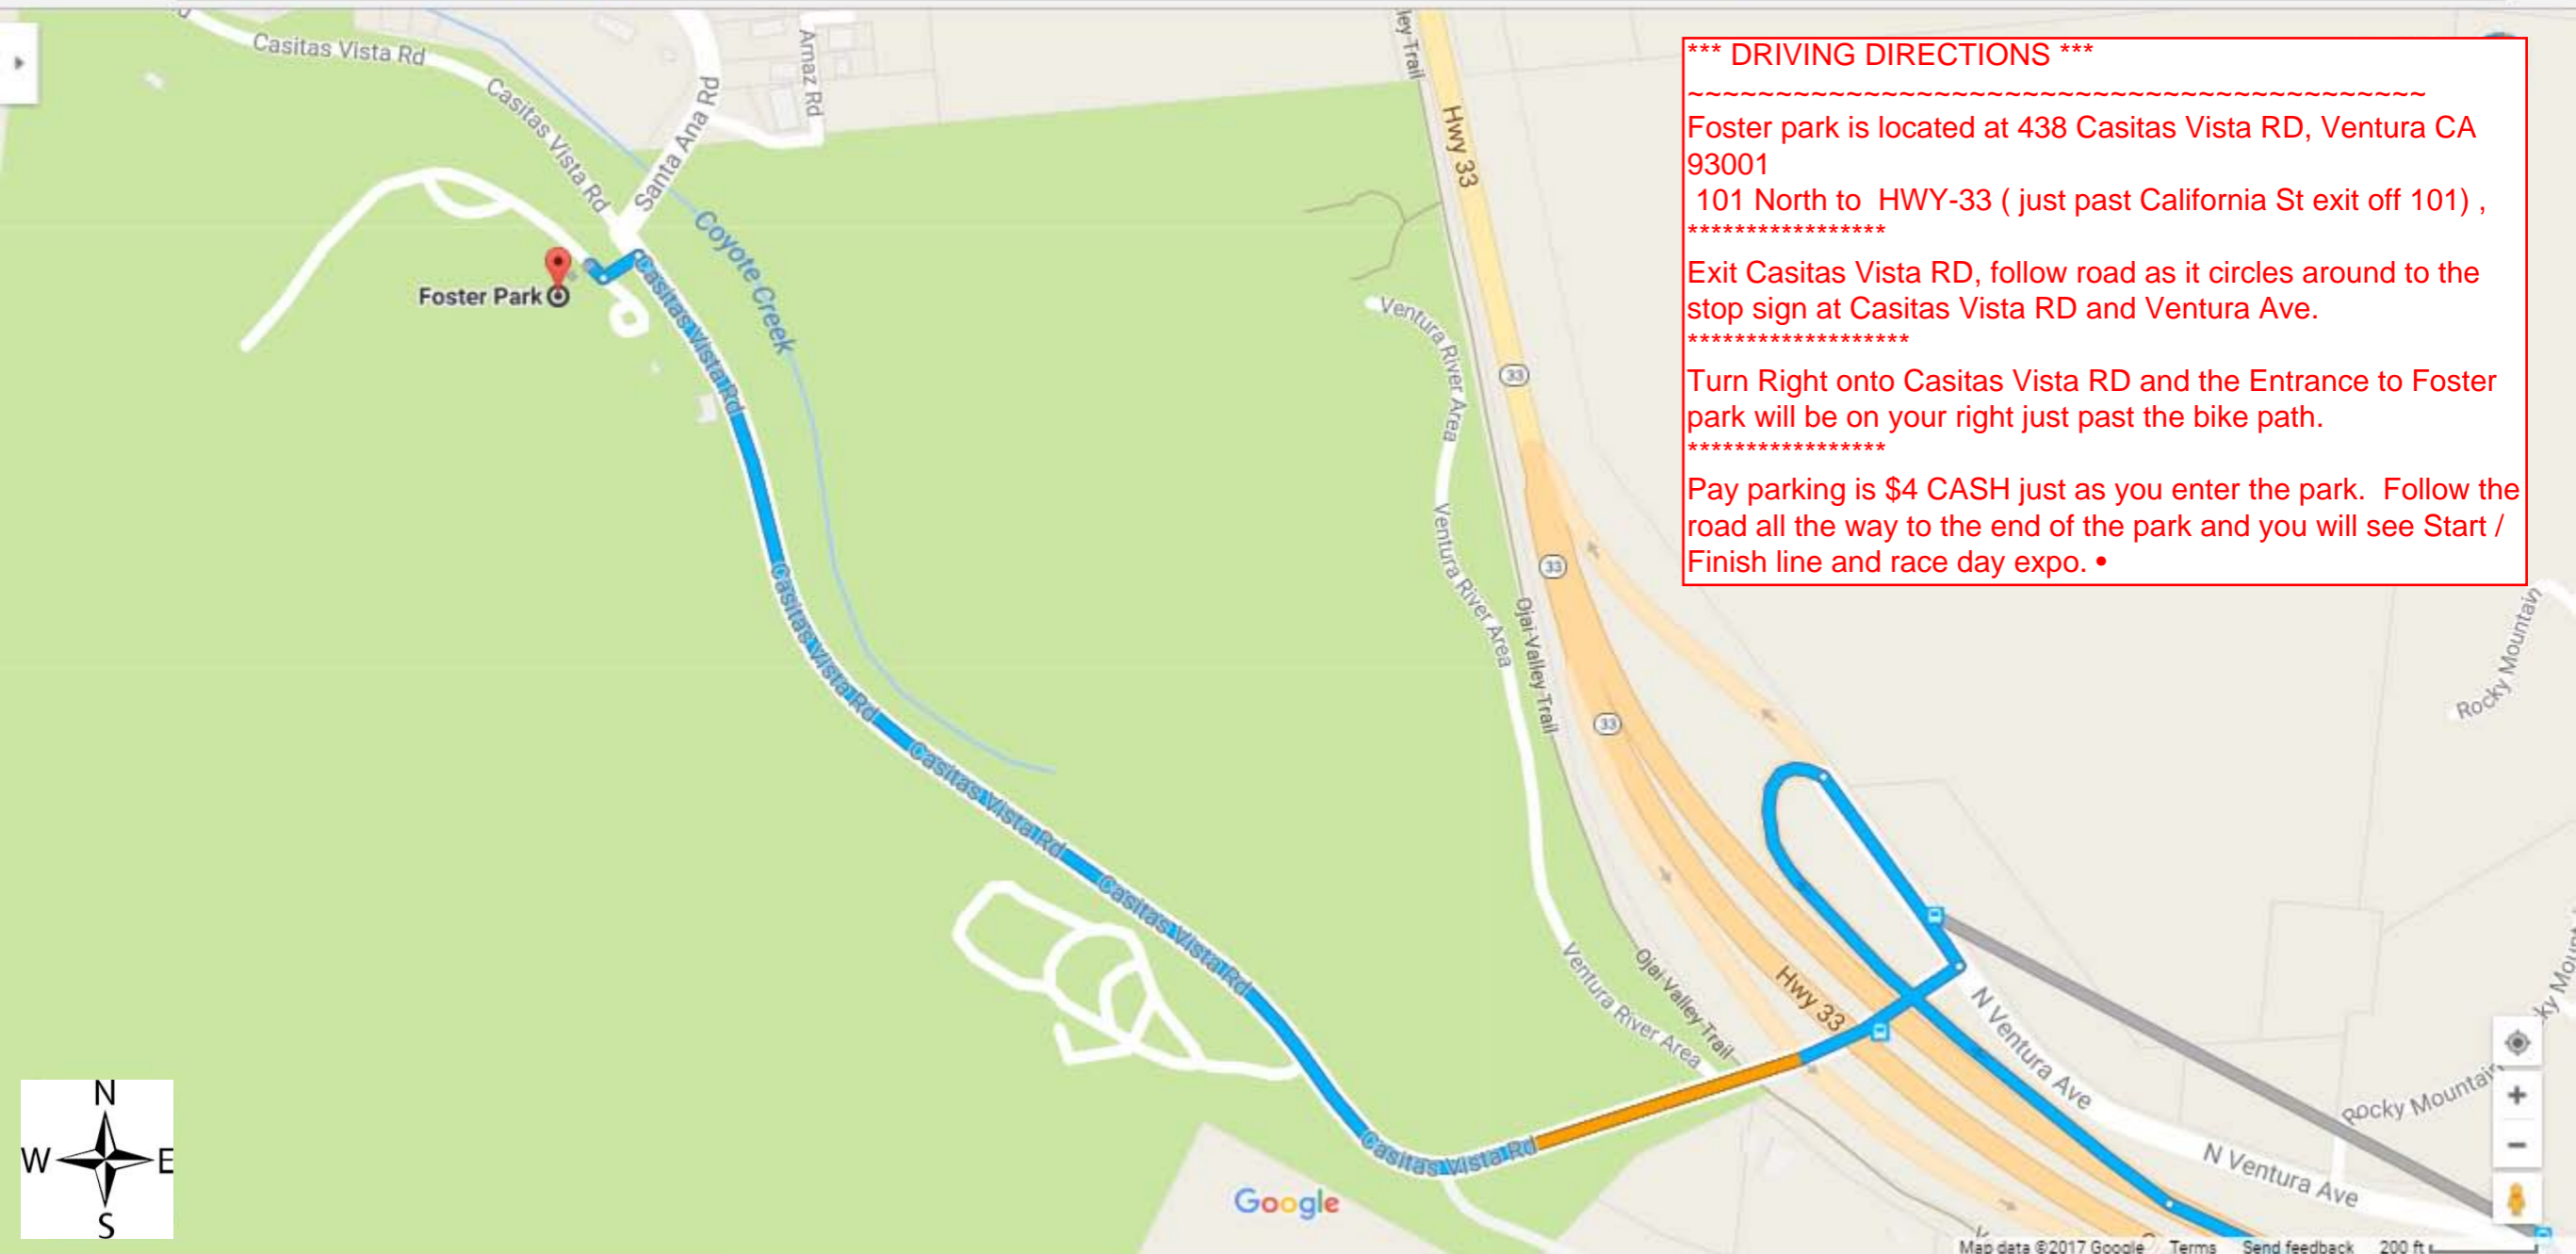 Casitas Vista Rd
Casitas Vista Rd
Santa Ana Rd
Arnaz Rd
ley Trail
Hwy 33
Coyote Creek
Foster Park
*** DRIVING DIRECTIONS ***
~~~~~~~~~~~~~~~~~~~~~~~~~~~~~~~~~~~~~~~~~~
Foster park is located at 438 Casitas Vista RD, Ventura CA
93001
101 North to  HWY-33 ( just past California St exit off 101) ,
*****************
Exit Casitas Vista RD, follow road as it circles around to the
stop sign at Casitas Vista RD and Ventura Ave.
*******************
Turn Right onto Casitas Vista RD and the Entrance to Foster
park will be on your right just past the bike path.
*****************
Pay parking is $4 CASH just as you enter the park.  Follow the
road all the way to the end of the park and you will see Start /
Finish line and race day expo. •
Casitas Vista Rd
Ventura River Area
33
33
33
Ventura River Area
Ojai Valley Trail
Casitas Vista Rd
Casitas Vista Rd
Casitas Vista Rd
Casitas Vista Rd
Ventura River Area
Ojai Valley Trail
Hwy 33
N Ventura Ave
N Ventura Ave
Rocky Mountain
ky Mount
Rocky Mountain
N
W
E
S
Google
Map data ©2017 Google
Terms
Send feedback
200 ft